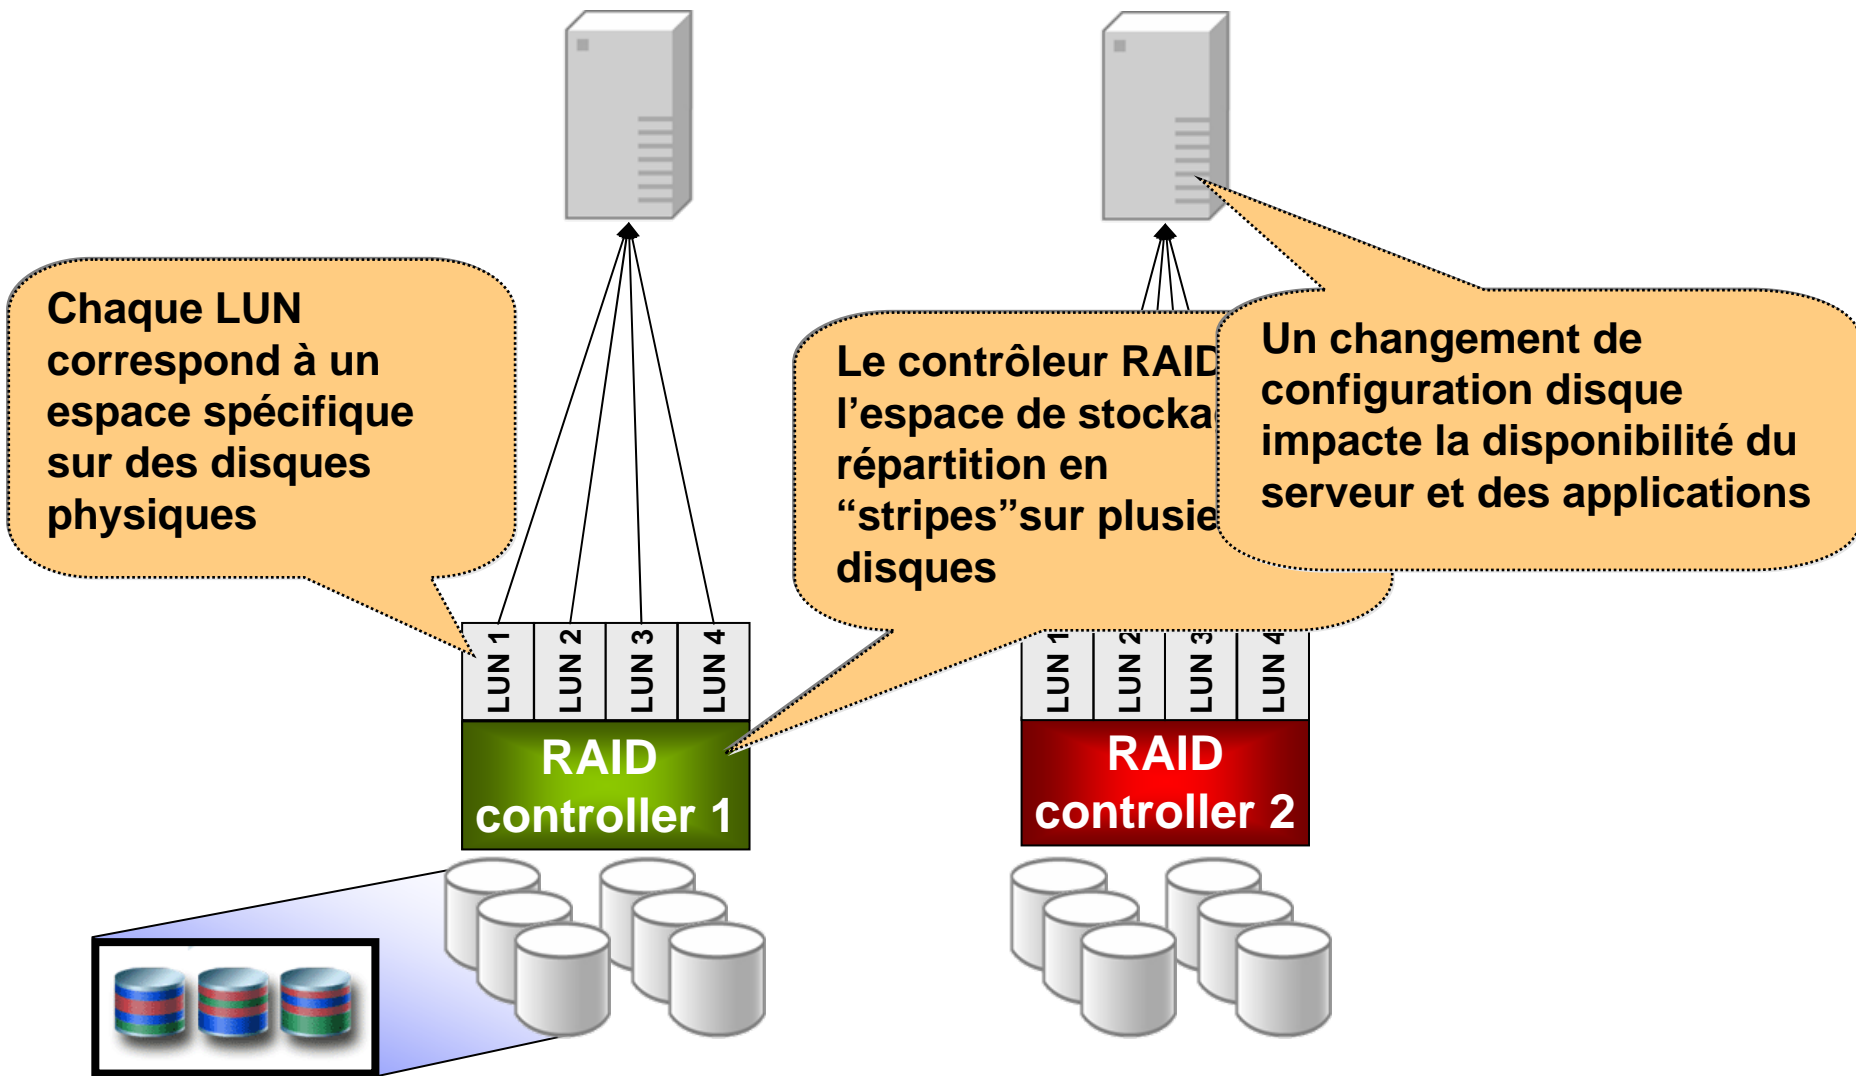 Chaque LUN
correspond à un
espace spécifique
sur des disques
physiques
Le contrôleur RAID
l’espace de
répartition en
“stripes”sur
disques
Un changement de
configuration disque
impacte la disponibilité du
serveur et des applications
LUN 1
LUN 2
LUN 3
LUN 4
RAID
controller 1
LUN 1
LUN 2
LUN 3
LUN 4
RAID
controller 2